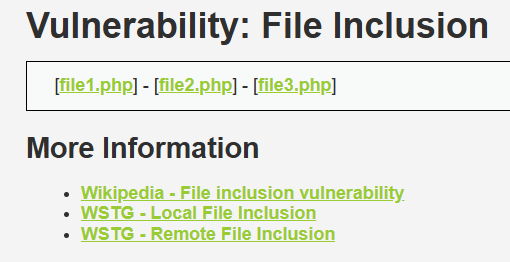 Vulnerability: File Inclusion
[file1.php] - [file2.php] - [file3.php]
More Information
• Wikipedia - File inclusion vulnerability
• WSTG - Local File Inclusion
• WSTG - Remote File Inclusion